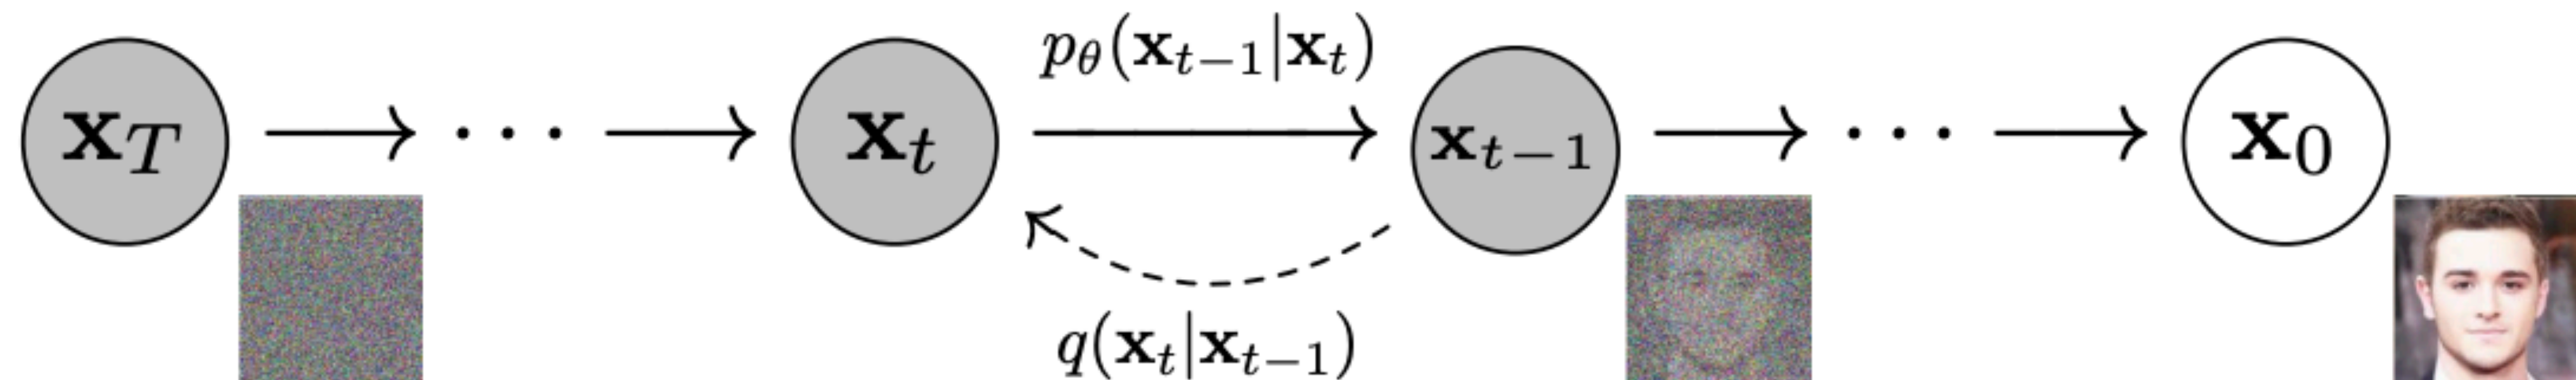 p_θ(x_{t−1}|x_t)
x_T ⟶ ··· ⟶ x_t ⟶ x_{t−1} ⟶ ··· ⟶ x_0
q(x_t|x_{t−1})